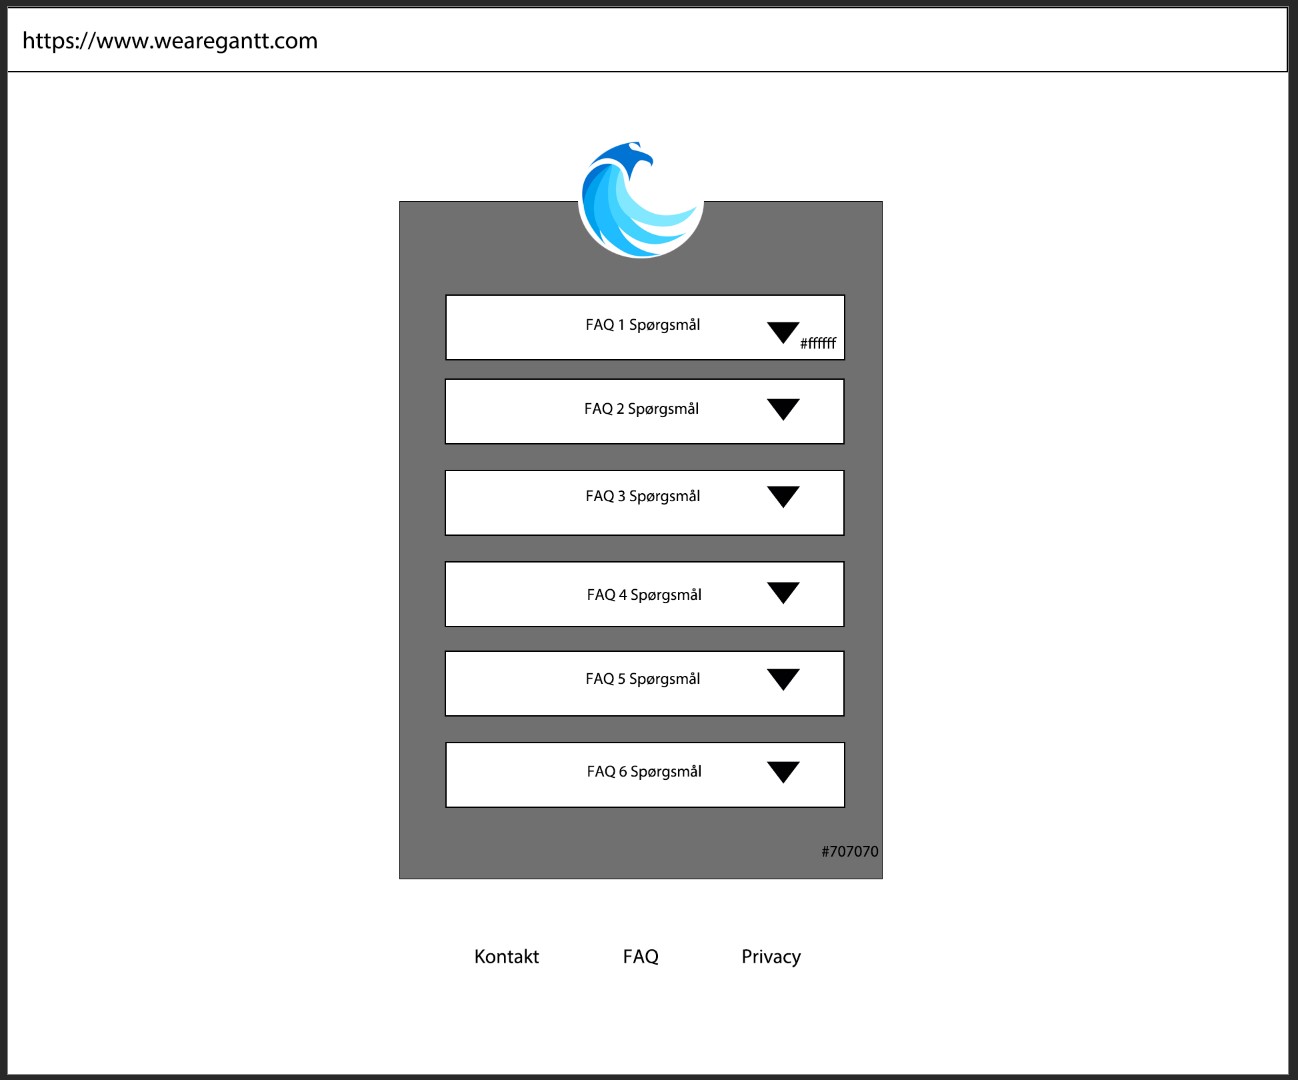 https://www.wearegantt.com
FAQ 1 Spørgsmål
#ffffff
FAQ 2 Spørgsmål
FAQ 3 Spørgsmål
FAQ 4 Spørgsmål
FAQ 5 Spørgsmål
FAQ 6 Spørgsmål
#707070
Kontakt FAQ Privacy